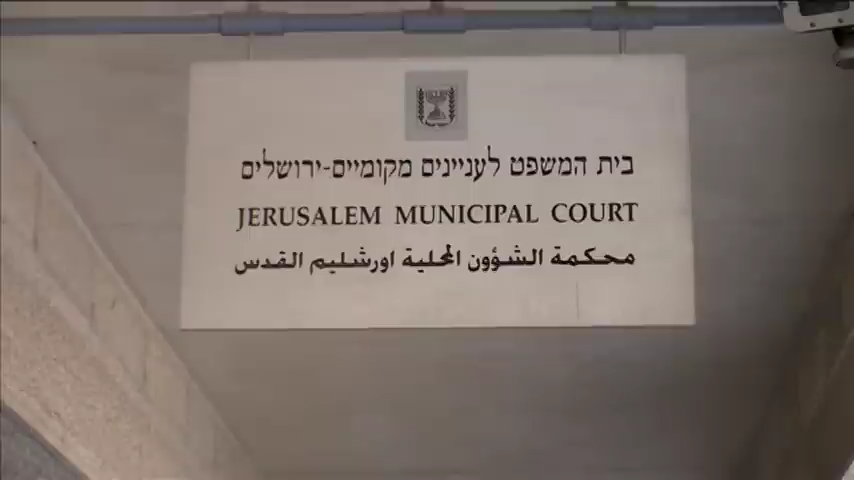 בית המשפט לעניינים מקומיים-ירושלים
JERUSALEM MUNICIPAL COURT
محكمة الشؤون المحلية اورشليم القدس